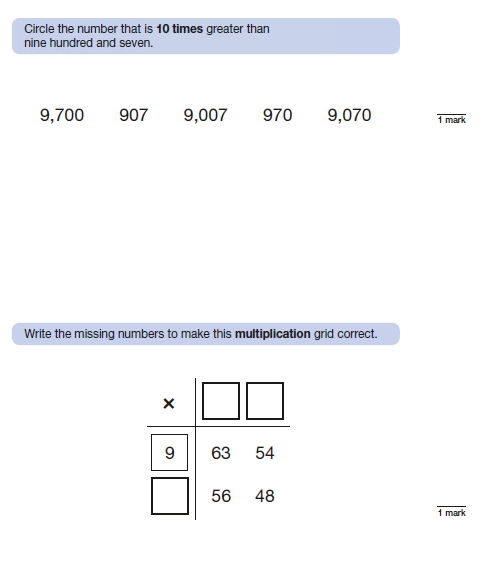 Circle the number that is 10 times greater than
nine hundred and seven.
9,700 907 9,007 970 9,070
1 mark
Write the missing numbers to make this multiplication grid correct.
×
9 63 54
56 48
1 mark